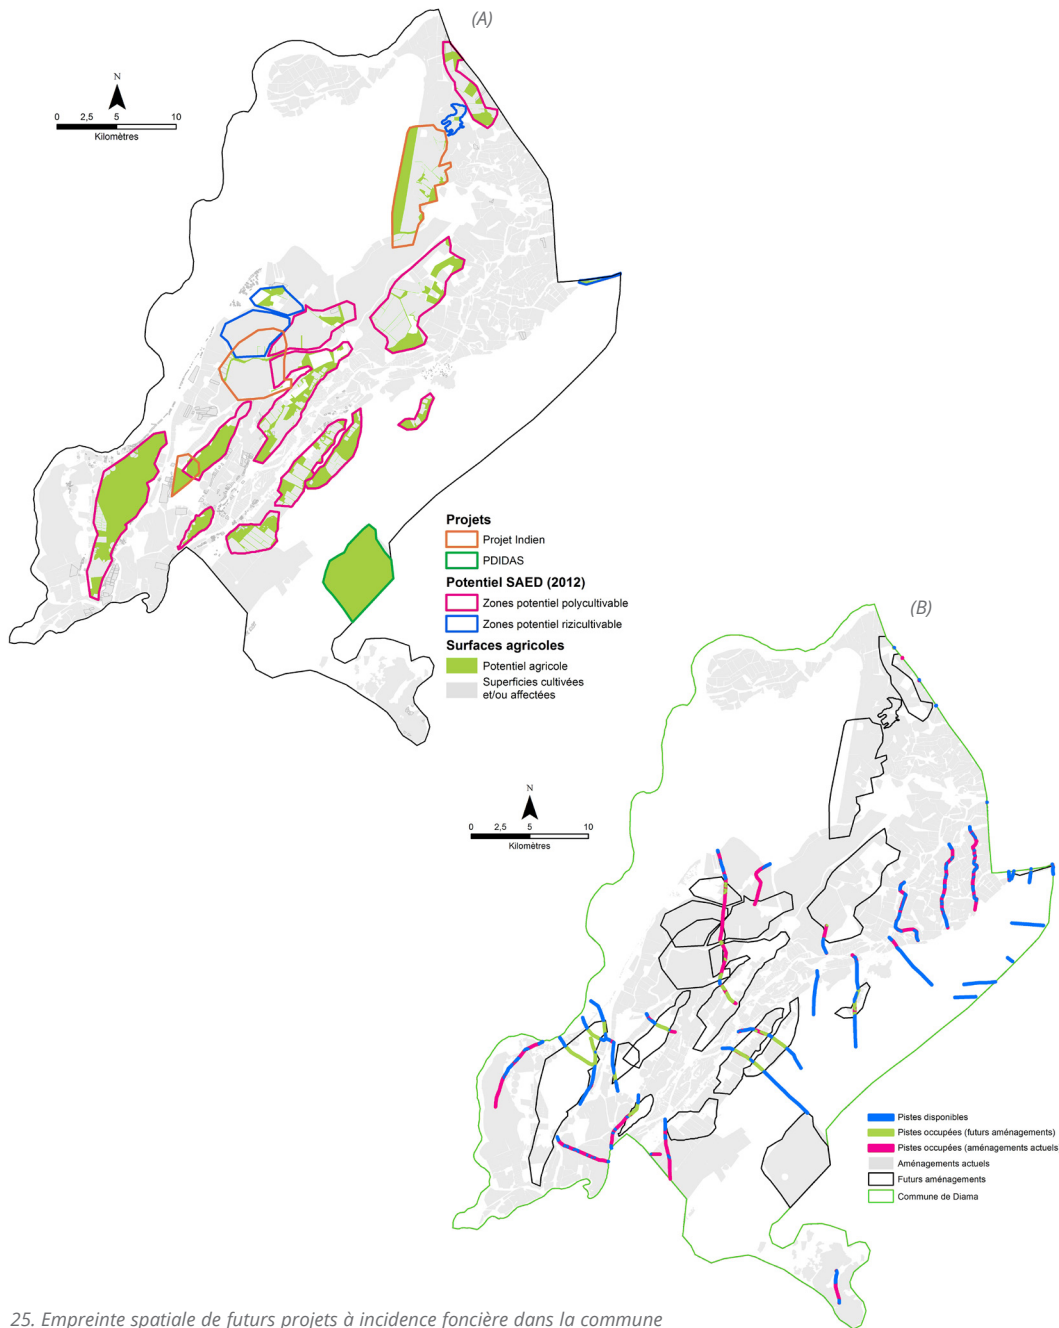 (A)
N
0 2,5 5 10
Kilomètres
Projets
Projet Indien
PDIDAS
Potentiel SAED (2012)
Zones potentiel polycultivable
Zones potentiel rizicultivable
Surfaces agricoles
Potentiel agricole
Superficies cultivées
et/ou affectées
(B)
N
0 2,5 5 10
Kilomètres
Pistes disponibles
Pistes occupées (futurs aménagements)
Pistes occupées (aménagements actuels
Aménagements actuels
Futurs aménagements
Commune de Diama
25. Empreinte spatiale de futurs projets à incidence foncière dans la commune